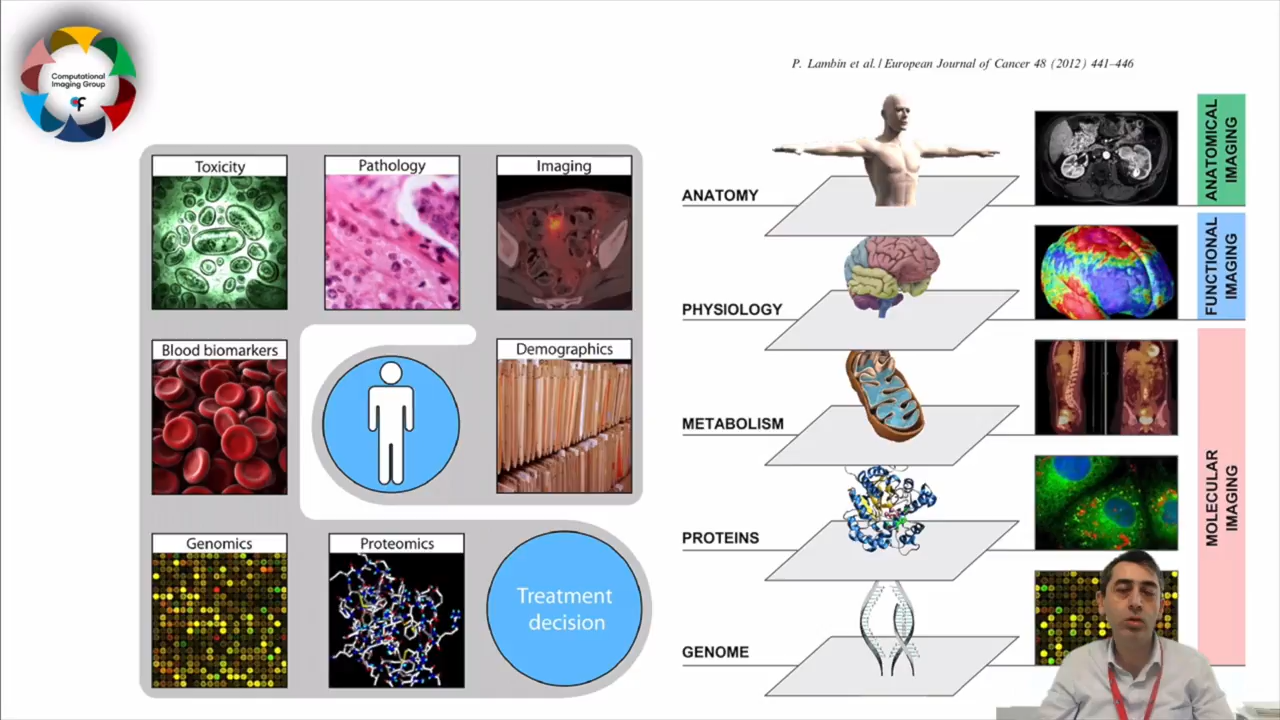 Computational
Imaging Group
P. Lambin et al. / European Journal of Cancer 48 (2012) 441–446
Toxicity
Pathology
Imaging
Blood biomarkers
Demographics
Genomics
Proteomics
Treatment
decision
ANATOMY
PHYSIOLOGY
METABOLISM
PROTEINS
GENOME
ANATOMICAL
IMAGING
FUNCTIONAL
IMAGING
MOLECULAR
IMAGING